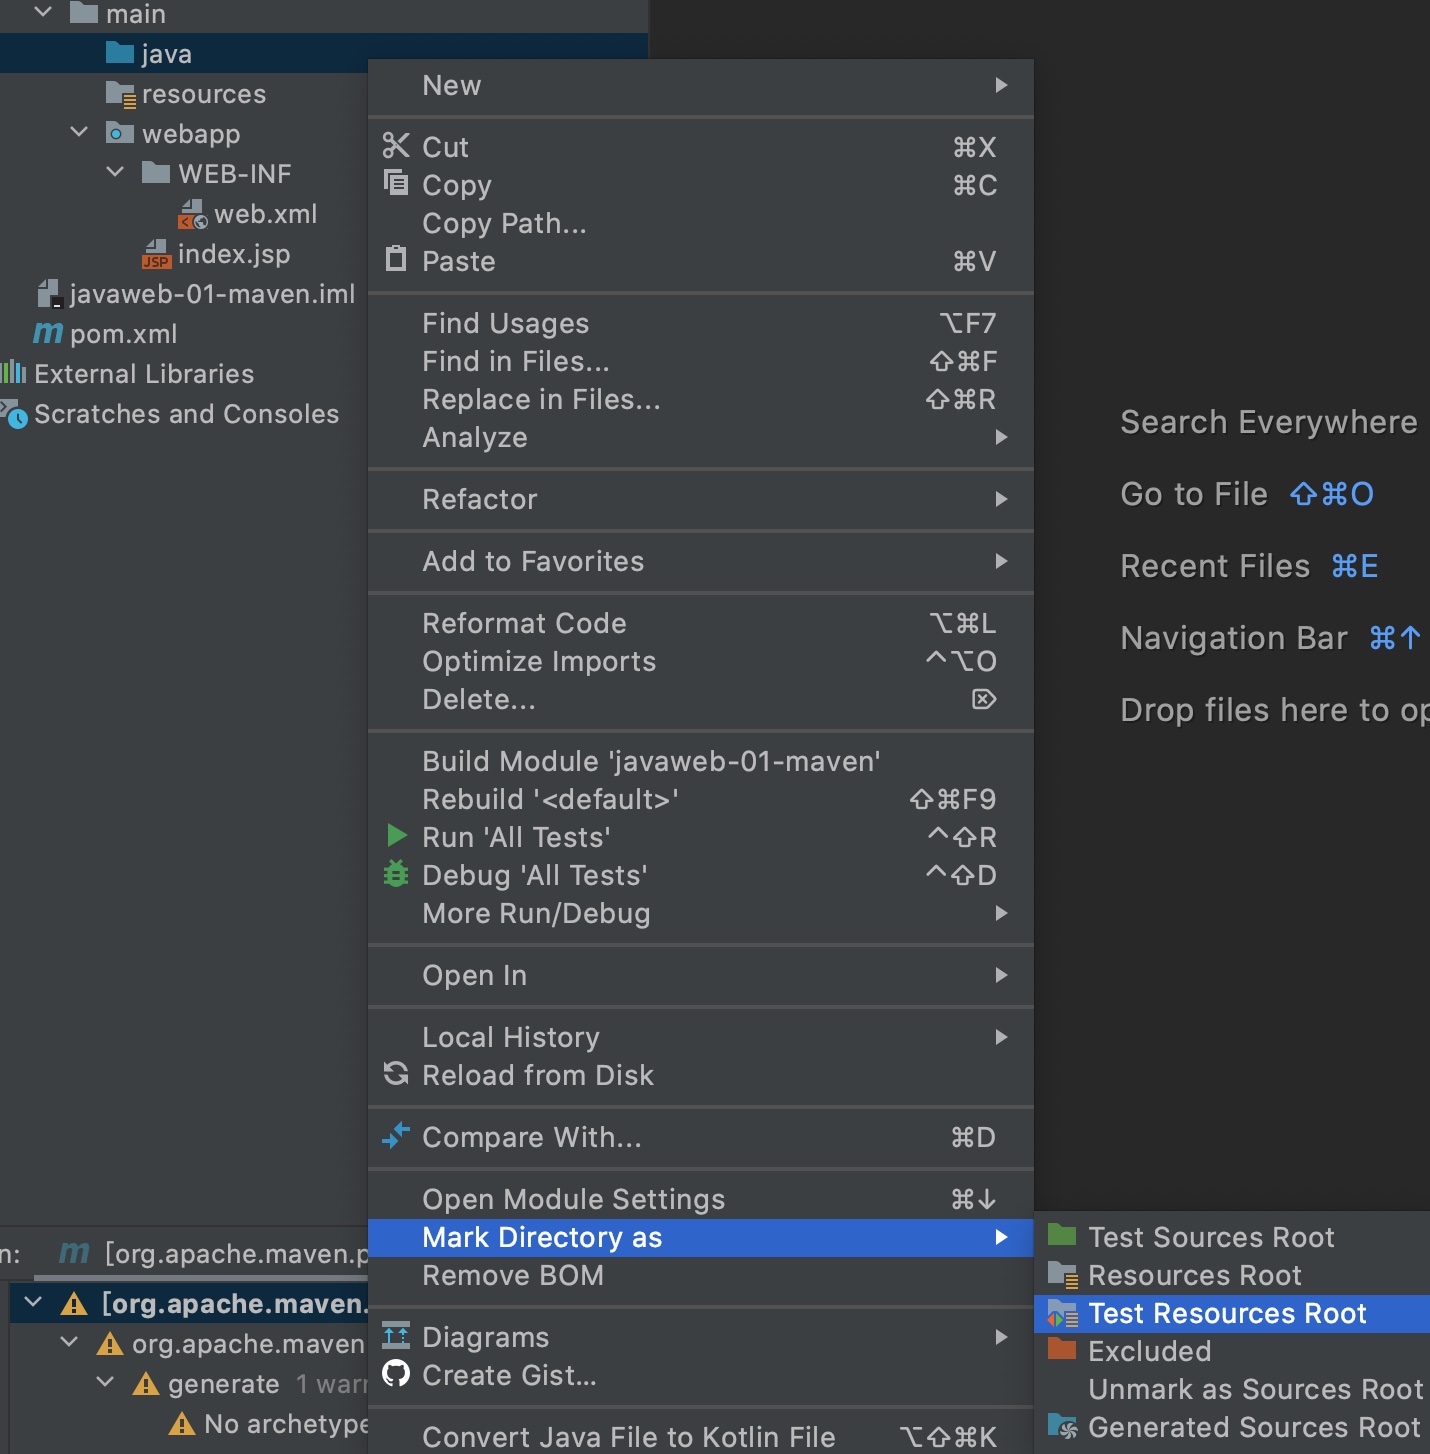 main
java
resources
webapp
WEB-INF
web.xml
index.jsp
JSP
javaweb-01-maven.iml
pom.xml
External Libraries
Scratches and Consoles
New
Cut ⌘X
Copy ⌘C
Copy Path...
Paste ⌘V
Find Usages ⌥F7
Find in Files... ⇧⌘F
Replace in Files... ⇧⌘R
Analyze
Refactor
Add to Favorites
Reformat Code ⌥⌘L
Optimize Imports ^⌥O
Delete... ⌦
Build Module 'javaweb-01-maven'
Rebuild '<default>' ⇧⌘F9
Run 'All Tests' ^⇧R
Debug 'All Tests' ^⇧D
More Run/Debug
Open In
Local History
Reload from Disk
Compare With... ⌘D
Open Module Settings ⌘↓
Mark Directory as
Remove BOM
Diagrams
Create Gist...
Convert Java File to Kotlin File ⌥⇧⌘K
Test Sources Root
Resources Root
Test Resources Root
Excluded
Unmark as Sources Root
Generated Sources Root
Search Everywhere
Go to File ⇧⌘O
Recent Files ⌘E
Navigation Bar ⌘↑
Drop files here to op
n: m [org.apache.maven.p
[org.apache.maven.
org.apache.maven
generate 1 warr
No archetype